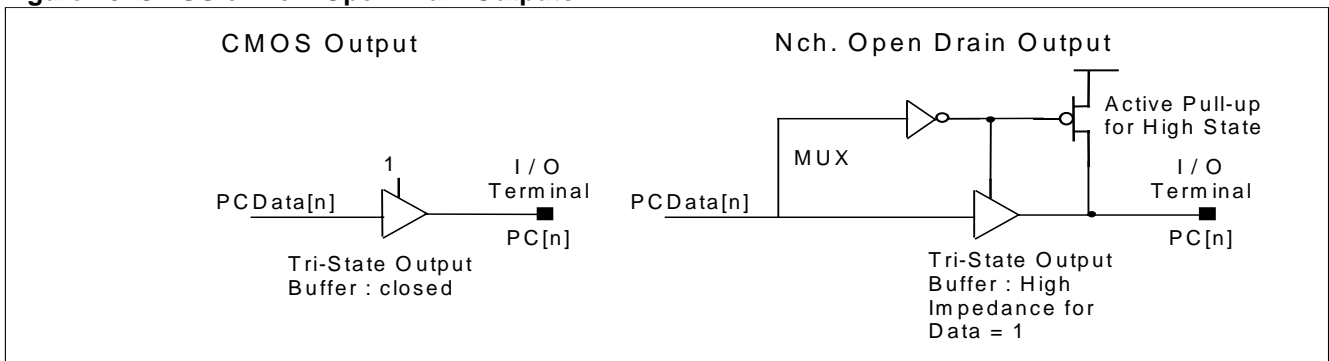 CMOS Output
1
PCData[n]
I / O
Terminal
PC[n]
Tri-State Output
Buffer : closed
Nch. Open Drain Output
MUX
PCData[n]
Active Pull-up
for High State
I / O
Terminal
PC[n]
Tri-State Output
Buffer : High
Impedance for
Data = 1